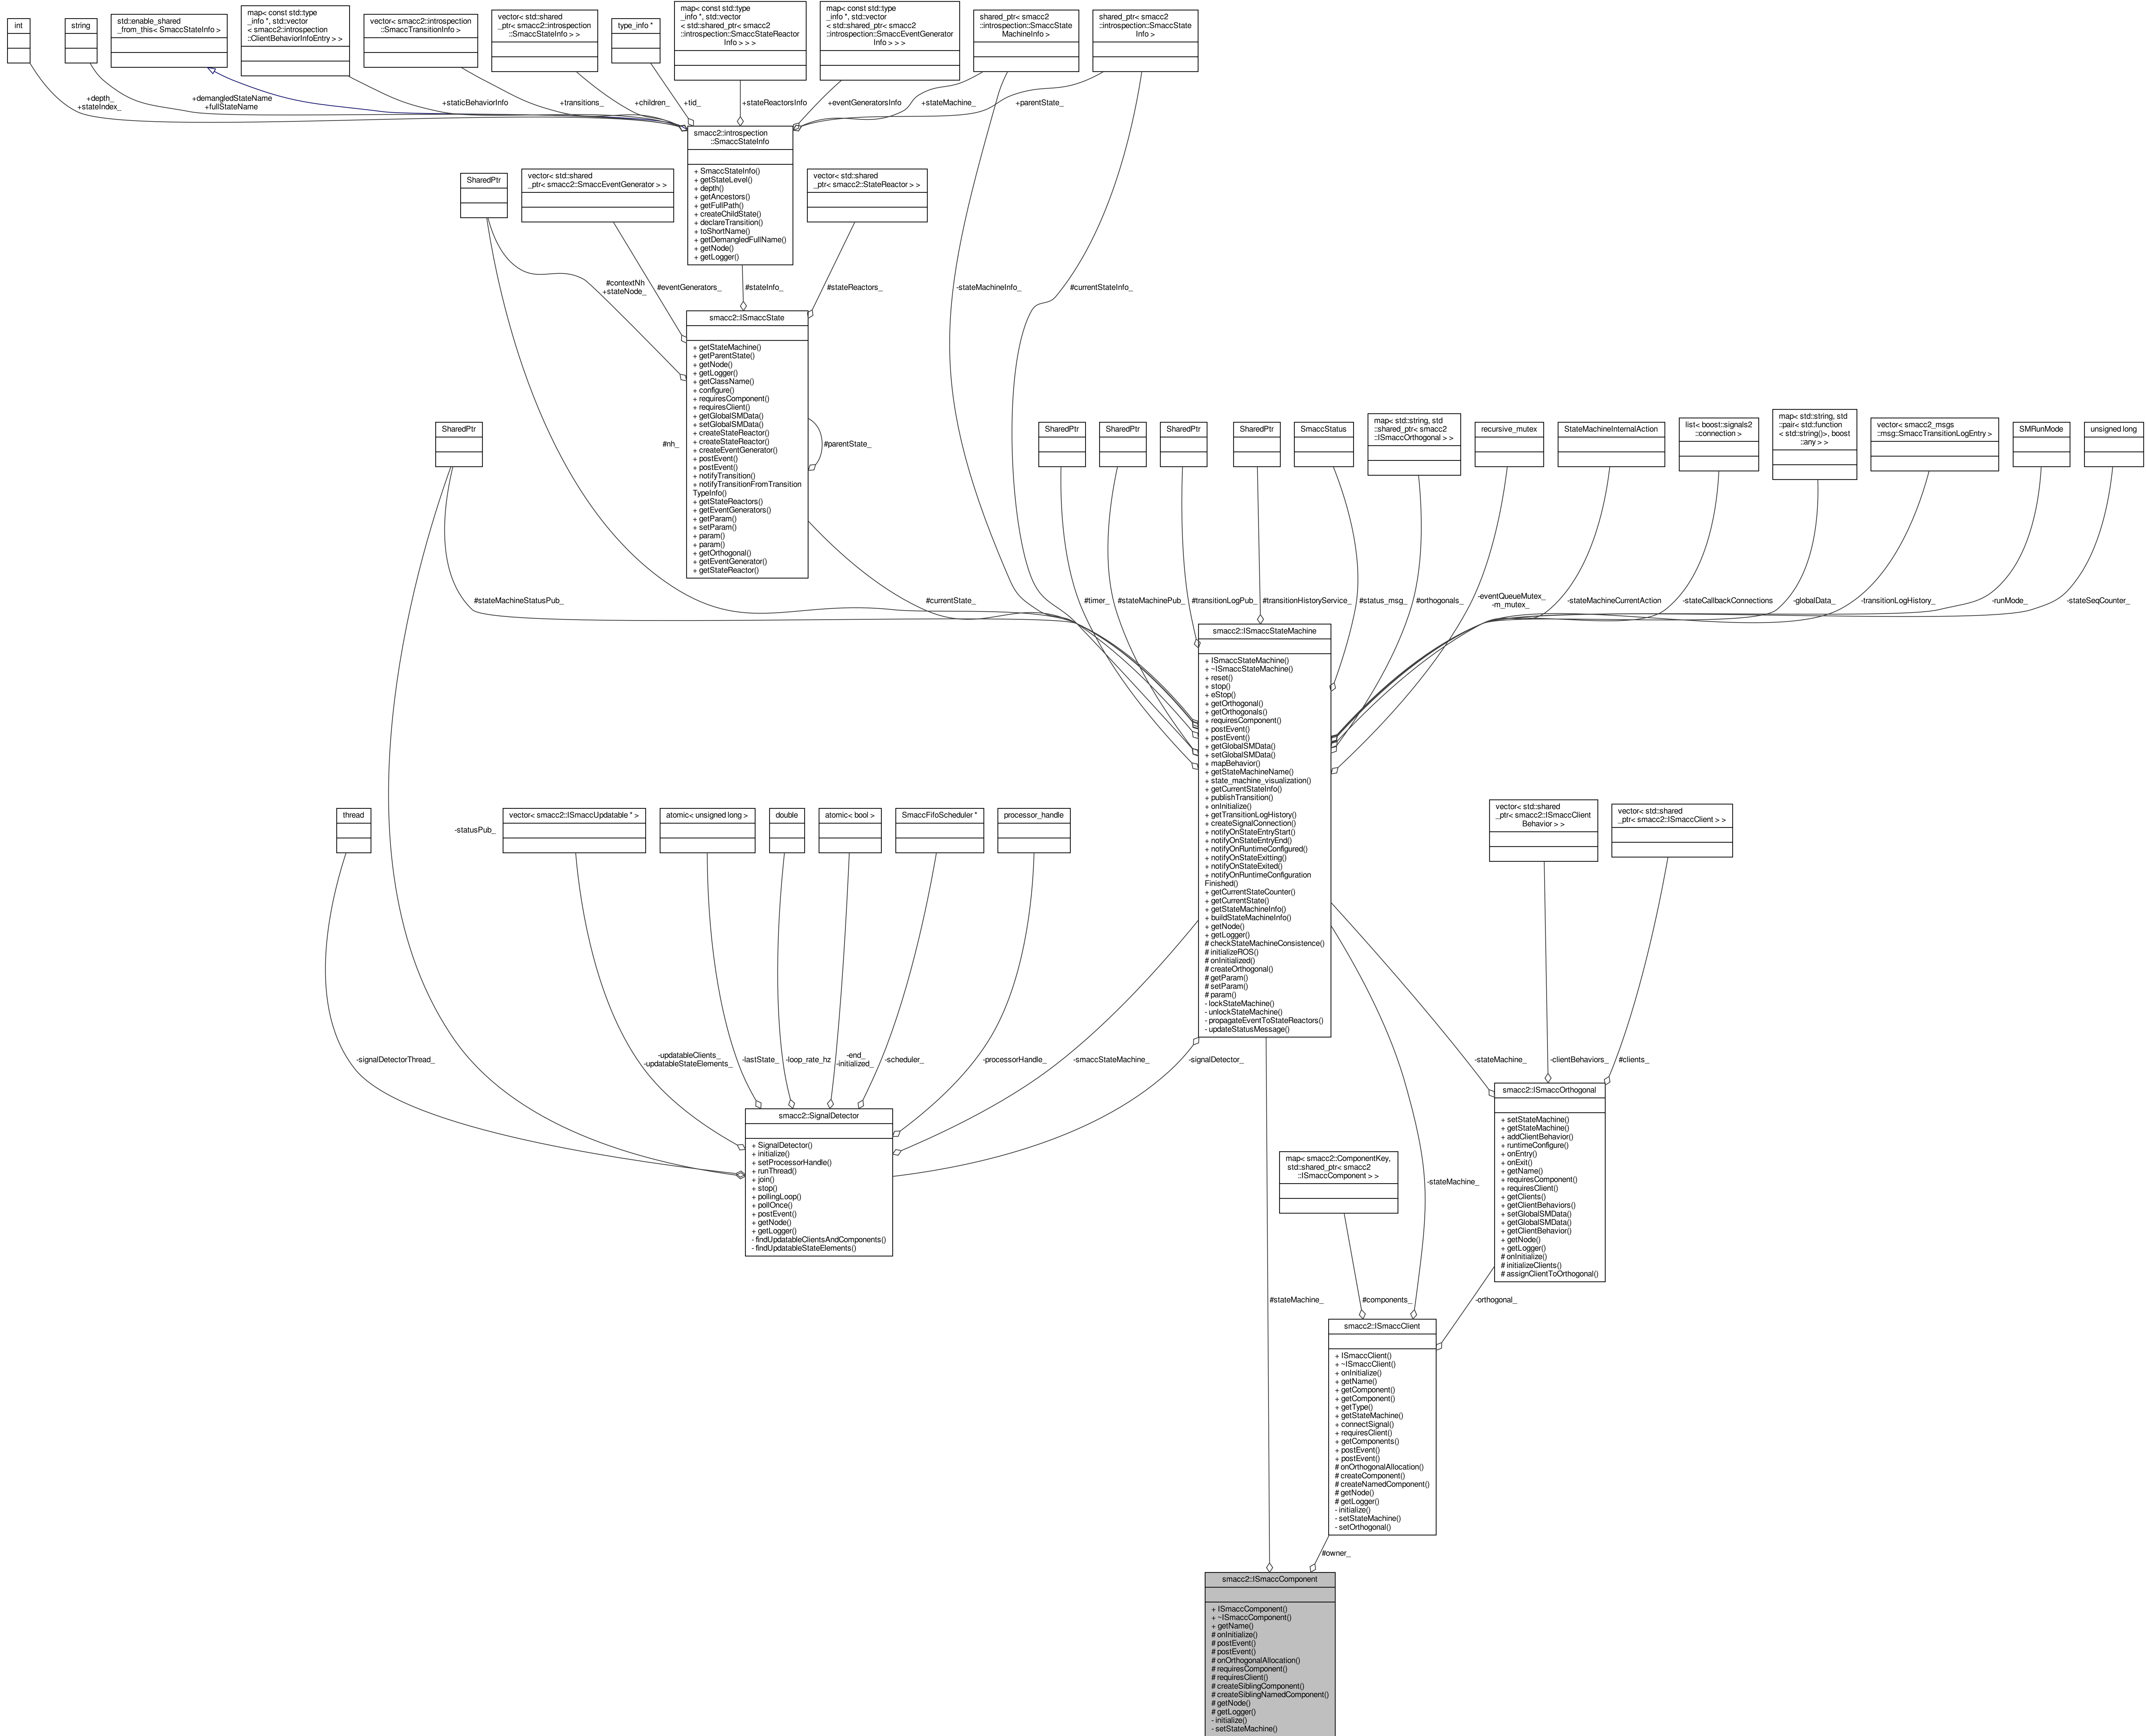 int
string
std::enable_shared
_from_this< SmaccStateInfo >
map< const std::type
_info *, std::vector
< smacc2::introspection
::ClientBehaviorInfoEntry > >
vector< smacc2::introspection
::SmaccTransitionInfo >
vector< std::shared
_ptr< smacc2::introspection
::SmaccStateInfo > >
type_info *
map< const std::type
_info *, std::vector
< std::shared_ptr< smacc2
::introspection::SmaccStateReactor
Info > > >
map< const std::type
_info *, std::vector
< std::shared_ptr< smacc2
::introspection::SmaccEventGenerator
Info > > >
shared_ptr< smacc2
::introspection::SmaccState
MachineInfo >
shared_ptr< smacc2
::introspection::SmaccState
Info >
+depth_
+stateIndex_
+demangledStateName
+fullStateName
+staticBehaviorInfo
+transitions_
+children_
+tid_
+stateReactorsInfo
+eventGeneratorsInfo
+stateMachine_
+parentState_
smacc2::introspection
::SmaccStateInfo
+ SmaccStateInfo()
+ getStateLevel()
+ depth()
+ getAncestors()
+ getFullPath()
+ createChildState()
+ declareTransition()
+ toShortName()
+ getDemangledFullName()
+ getNode()
+ getLogger()
SharedPtr
vector< std::shared
_ptr< smacc2::SmaccEventGenerator > >
vector< std::shared
_ptr< smacc2::StateReactor > >
#contextNh
+stateNode_
#eventGenerators_
#stateInfo_
#stateReactors_
-stateMachineInfo_
#currentStateInfo_
smacc2::ISmaccState
+ getStateMachine()
+ getParentState()
+ getNode()
+ getLogger()
+ getClassName()
+ configure()
+ requiresComponent()
+ requiresClient()
+ getGlobalSMData()
+ setGlobalSMData()
+ createStateReactor()
+ createStateReactor()
+ createEventGenerator()
+ postEvent()
+ postEvent()
+ notifyTransition()
+ notifyTransitionFromTransition
TypeInfo()
+ getStateReactors()
+ getEventGenerators()
+ getParam()
+ setParam()
+ param()
+ param()
+ getOrthogonal()
+ getEventGenerator()
+ getStateReactor()
#nh_
#parentState_
SharedPtr
SharedPtr
SharedPtr
SharedPtr
SharedPtr
SmaccStatus
map< std::string, std
::shared_ptr< smacc2
::ISmaccOrthogonal > >
recursive_mutex
StateMachineInternalAction
list< boost::signals2
::connection >
map< std::string, std
::pair< std::function
< std::string()>, boost
::any > >
vector< smacc2_msgs
::msg::SmaccTransitionLogEntry >
SMRunMode
unsigned long
#stateMachineStatusPub_
#currentState_
#timer_
#stateMachinePub_
#transitionLogPub_
#transitionHistoryService_
#status_msg_
#orthogonals_
-eventQueueMutex_
-m_mutex_
-stateMachineCurrentAction
-stateCallbackConnections
-globalData_
-transitionLogHistory_
-runMode_
-stateSeqCounter_
smacc2::ISmaccStateMachine
+ ISmaccStateMachine()
+ ~ISmaccStateMachine()
+ reset()
+ stop()
+ eStop()
+ getOrthogonal()
+ getOrthogonals()
+ requiresComponent()
+ postEvent()
+ postEvent()
+ getGlobalSMData()
+ setGlobalSMData()
+ mapBehavior()
+ getStateMachineName()
+ state_machine_visualization()
+ getCurrentStateInfo()
+ publishTransition()
+ onInitialize()
+ getTransitionLogHistory()
+ createSignalConnection()
+ notifyOnStateEntryStart()
+ notifyOnStateEntryEnd()
+ notifyOnRuntimeConfigured()
+ notifyOnStateExitting()
+ notifyOnStateExited()
+ notifyOnRuntimeConfiguration
Finished()
+ getCurrentStateCounter()
+ getCurrentState()
+ getStateMachineInfo()
+ buildStateMachineInfo()
+ getNode()
+ getLogger()
# checkStateMachineConsistence()
# initializeROS()
# onInitialized()
# createOrthogonal()
# getParam()
# setParam()
# param()
- lockStateMachine()
- unlockStateMachine()
- propagateEventToStateReactors()
- updateStatusMessage()
thread
-statusPub_
vector< smacc2::ISmaccUpdatable * >
atomic< unsigned long >
double
atomic< bool >
SmaccFifoScheduler *
processor_handle
vector< std::shared
_ptr< smacc2::ISmaccClient
Behavior > >
vector< std::shared
_ptr< smacc2::ISmaccClient > >
-signalDetectorThread_
-updatableClients_
-updatableStateElements_
-lastState_
-loop_rate_hz
-end_
-initialized_
-scheduler_
-processorHandle_
-smaccStateMachine_
-signalDetector_
-stateMachine_
-clientBehaviors_
#clients_
smacc2::SignalDetector
+ SignalDetector()
+ initialize()
+ setProcessorHandle()
+ runThread()
+ join()
+ stop()
+ pollingLoop()
+ pollOnce()
+ postEvent()
+ getNode()
+ getLogger()
- findUpdatableClientsAndComponents()
- findUpdatableStateElements()
smacc2::ISmaccOrthogonal
+ setStateMachine()
+ getStateMachine()
+ addClientBehavior()
+ runtimeConfigure()
+ onEntry()
+ onExit()
+ getName()
+ requiresComponent()
+ requiresClient()
+ getClients()
+ getClientBehaviors()
+ setGlobalSMData()
+ getGlobalSMData()
+ getClientBehavior()
+ getNode()
+ getLogger()
# onInitialize()
# initializeClients()
# assignClientToOrthogonal()
map< smacc2::ComponentKey,
std::shared_ptr< smacc2
::ISmaccComponent > >
-stateMachine_
#stateMachine_
#components_
-orthogonal_
smacc2::ISmaccClient
+ ISmaccClient()
+ ~ISmaccClient()
+ onInitialize()
+ getName()
+ getComponent()
+ getComponent()
+ getType()
+ getStateMachine()
+ connectSignal()
+ requiresClient()
+ getComponents()
+ postEvent()
+ postEvent()
# onOrthogonalAllocation()
# createComponent()
# createNamedComponent()
# getNode()
# getLogger()
- initialize()
- setStateMachine()
- setOrthogonal()
#owner_
smacc2::ISmaccComponent
+ ISmaccComponent()
+ ~ISmaccComponent()
+ getName()
# onInitialize()
# postEvent()
# postEvent()
# onOrthogonalAllocation()
# requiresComponent()
# requiresClient()
# createSiblingComponent()
# createSiblingNamedComponent()
# getNode()
# getLogger()
- initialize()
- setStateMachine()